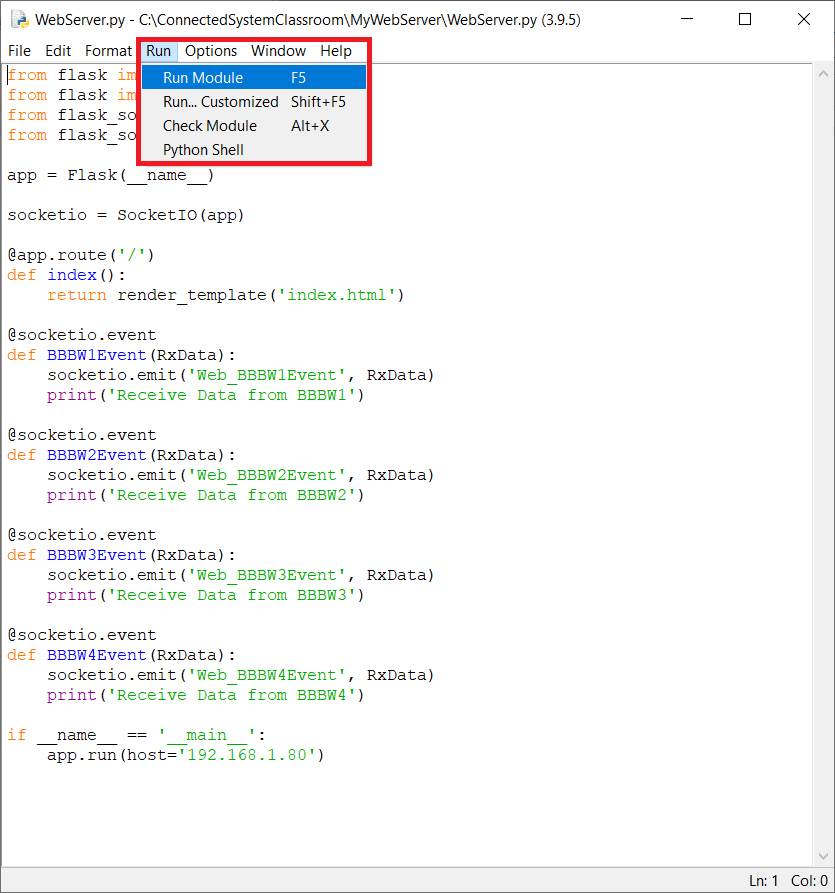 WebServer.py - C:\ConnectedSystemClassroom\MyWebServer\WebServer.py (3.9.5)
File Edit Format Run Options Window Help
Run Module F5
Run... Customized Shift+F5
Check Module Alt+X
Python Shell
from flask im
from flask im
from flask_so
from flask_so
app = Flask(__name__)
socketio = SocketIO(app)
@app.route('/')
def index():
    return render_template('index.html')
@socketio.event
def BBBW1Event(RxData):
    socketio.emit('Web_BBBW1Event', RxData)
    print('Receive Data from BBBW1')
@socketio.event
def BBBW2Event(RxData):
    socketio.emit('Web_BBBW2Event', RxData)
    print('Receive Data from BBBW2')
@socketio.event
def BBBW3Event(RxData):
    socketio.emit('Web_BBBW3Event', RxData)
    print('Receive Data from BBBW3')
@socketio.event
def BBBW4Event(RxData):
    socketio.emit('Web_BBBW4Event', RxData)
    print('Receive Data from BBBW4')
if __name__ == '__main__':
    app.run(host='192.168.1.80')
Ln: 1 Col: 0